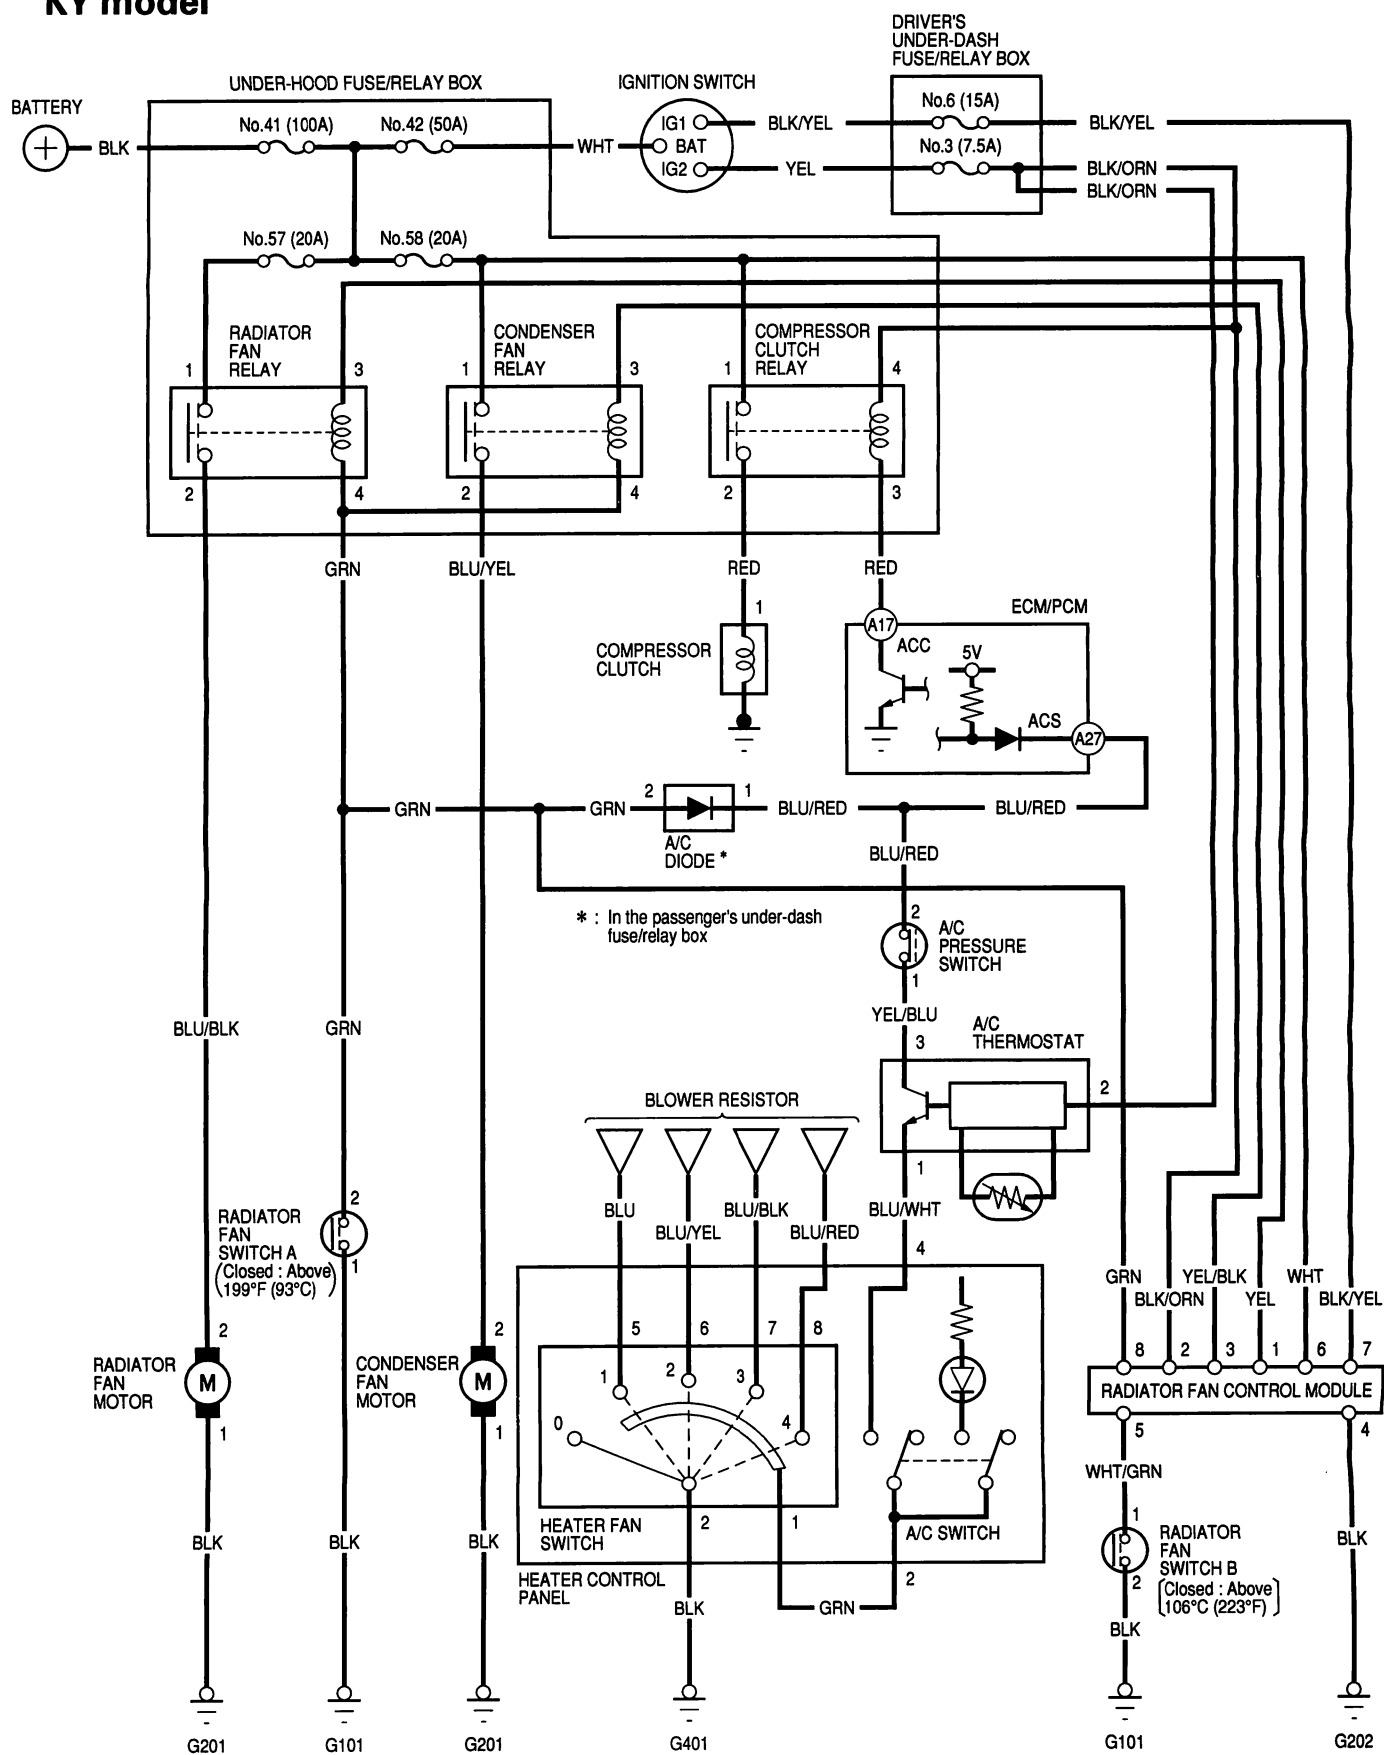 KY model
DRIVER'S
UNDER-DASH
FUSE/RELAY BOX
UNDER-HOOD FUSE/RELAY BOX
IGNITION SWITCH
BATTERY
No.41 (100A)
No.42 (50A)
No.6 (15A)
BLK
WHT
IG1
BAT
IG2
BLK/YEL
BLK/YEL
No.3 (7.5A)
YEL
BLK/ORN
BLK/ORN
No.57 (20A)
No.58 (20A)
RADIATOR
FAN
RELAY
1
3
CONDENSER
FAN
RELAY
1
3
COMPRESSOR
CLUTCH
RELAY
1
4
2
4
2
4
2
3
GRN
BLU/YEL
RED
RED
1
COMPRESSOR
CLUTCH
ECM/PCM
A17
ACC
5V
ACS
A27
GRN
GRN
2
1
BLU/RED
BLU/RED
A/C
DIODE *
BLU/RED
* : In the passenger's under-dash
fuse/relay box
2
A/C
PRESSURE
SWITCH
1
YEL/BLU
BLU/BLK
GRN
3
A/C
THERMOSTAT
2
BLOWER RESISTOR
1
BLU
BLU/YEL
BLU/BLK
BLU/RED
BLU/WHT
4
2
RADIATOR
FAN
SWITCH A
(Closed : Above)
199°F (93°C)
1
GRN
BLK/ORN
YEL/BLK
YEL
WHT
BLK/YEL
5
6
7
8
8
2
3
1
6
7
RADIATOR FAN CONTROL MODULE
5
4
2
RADIATOR
FAN
MOTOR
M
1
2
CONDENSER
FAN
MOTOR
M
1
0
1
2
3
4
HEATER FAN
SWITCH
2
1
A/C SWITCH
2
HEATER CONTROL
PANEL
WHT/GRN
1
RADIATOR
FAN
SWITCH B
[Closed : Above]
106°C (223°F)
2
BLK
BLK
BLK
BLK
GRN
BLK
BLK
G201
G101
G201
G401
G101
G202